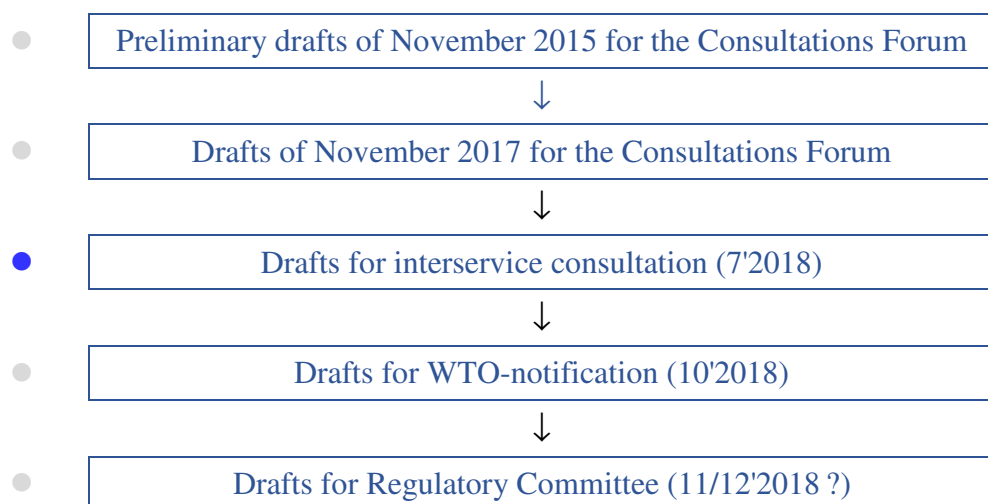 Preliminary drafts of November 2015 for the Consultations Forum
↓
Drafts of November 2017 for the Consultations Forum
↓
Drafts for interservice consultation (7'2018)
↓
Drafts for WTO-notification (10'2018)
↓
Drafts for Regulatory Committee (11/12'2018 ?)